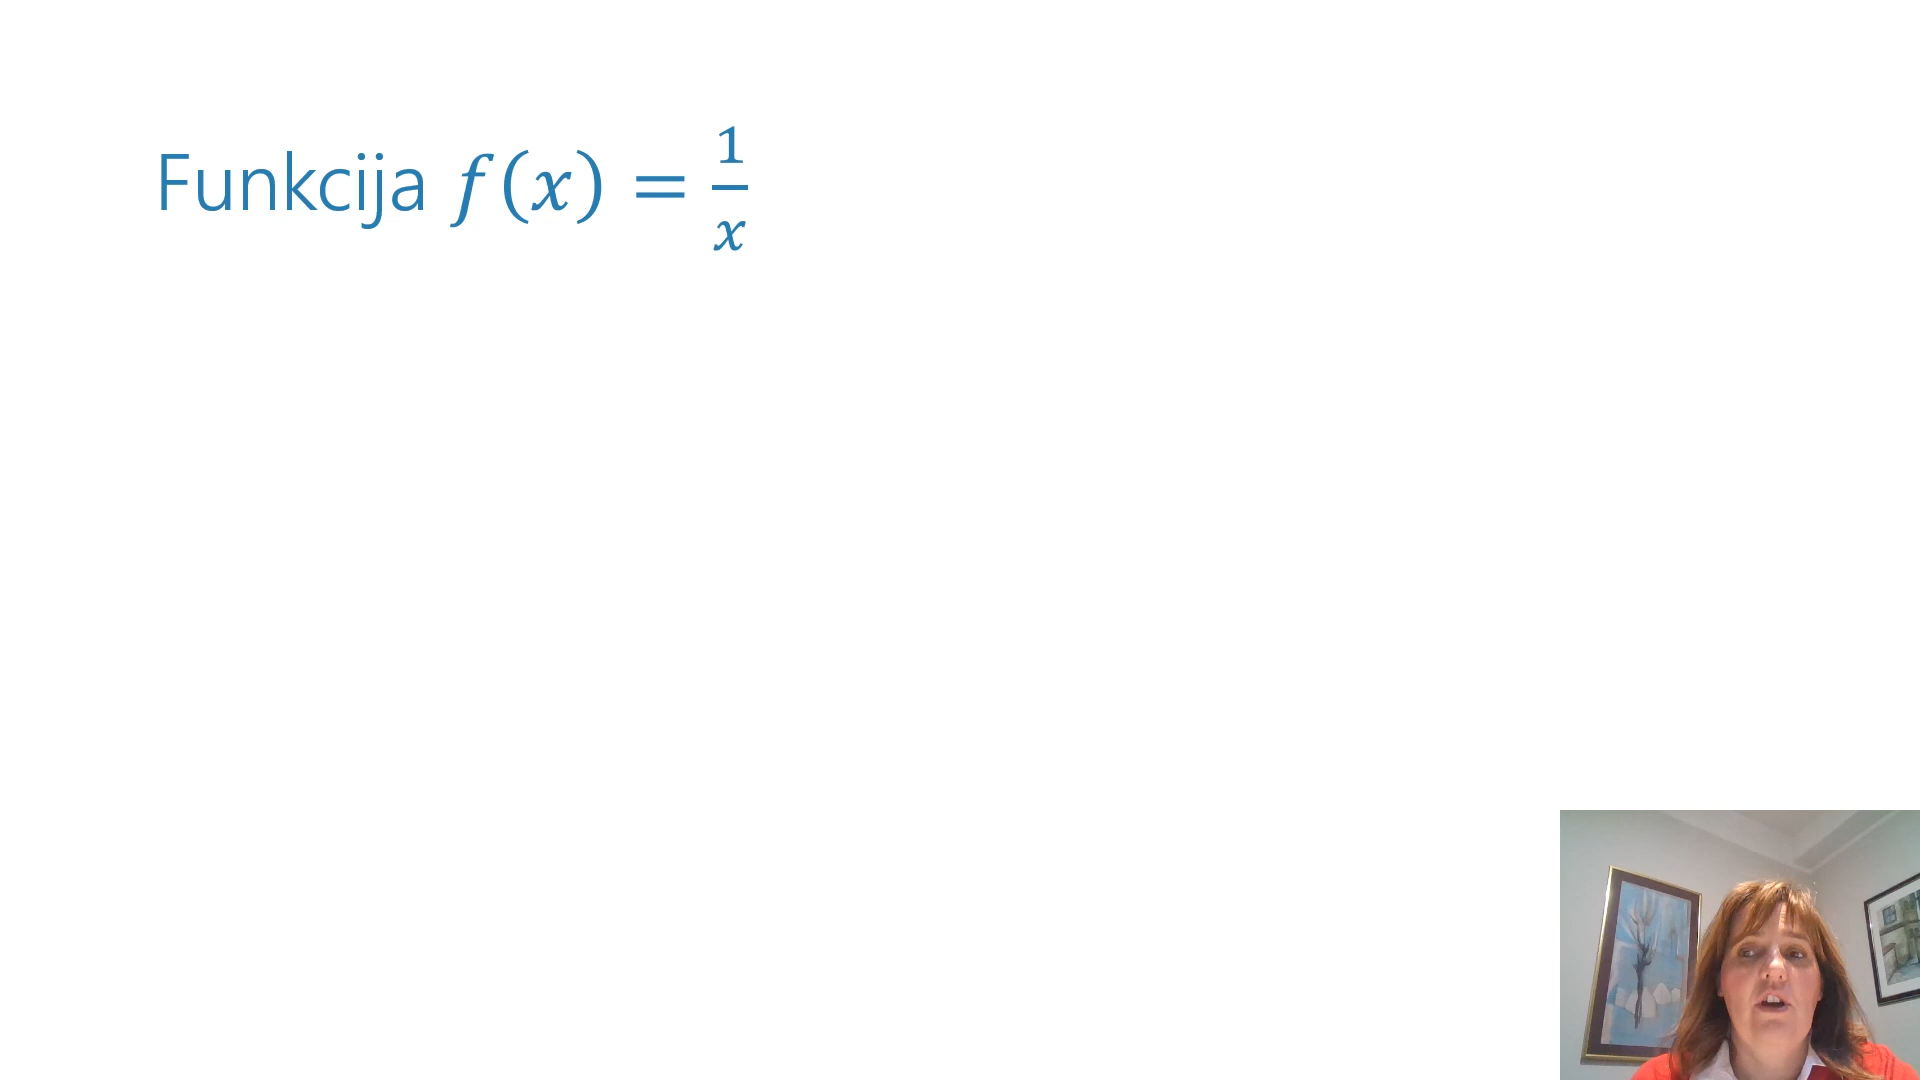 Funkcija f(x) = 1/x